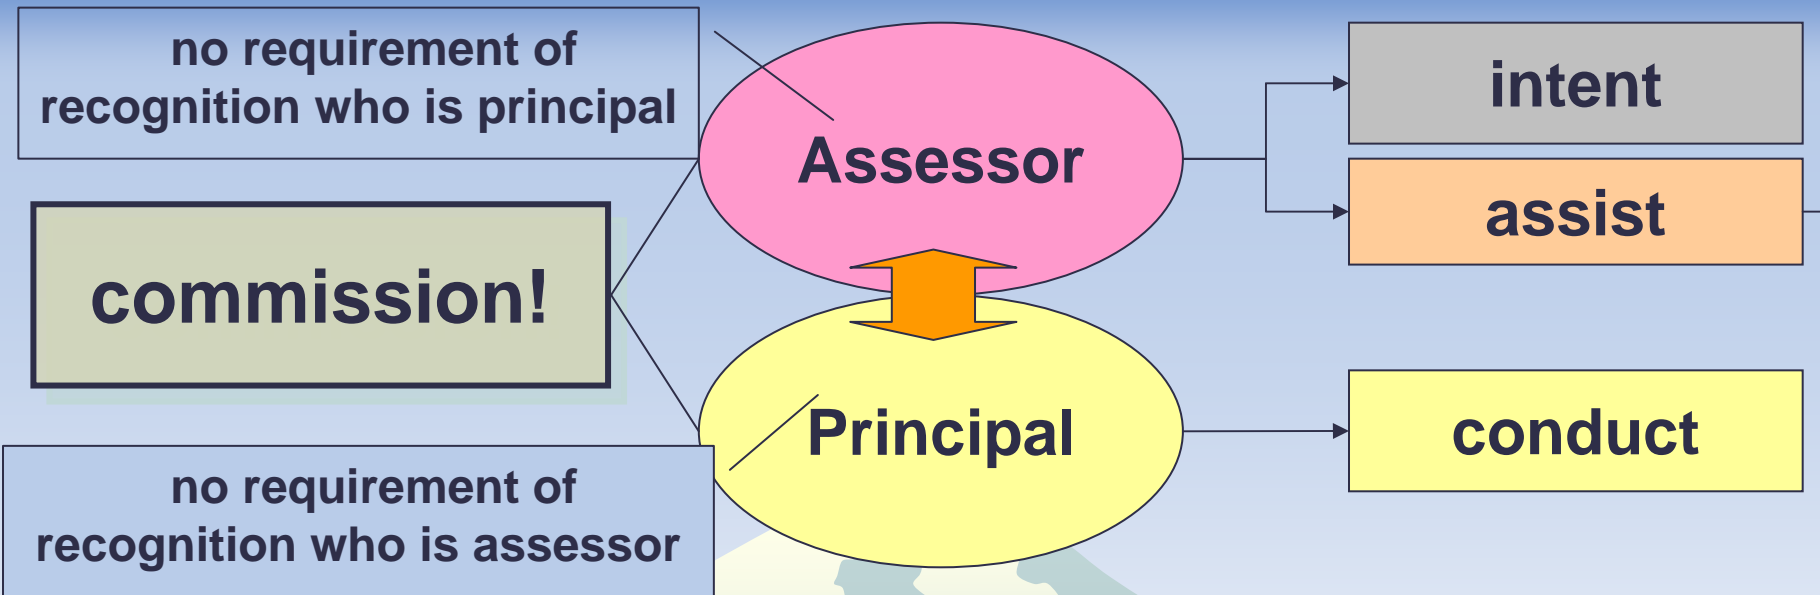 no requirement of
recognition who is principal
Assessor
intent
assist
commission!
Principal
conduct
no requirement of
recognition who is assessor